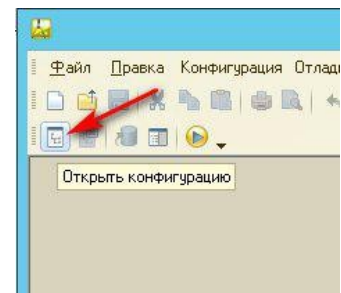 Файл Правка Конфигурация Отлад
Открыть конфигурацию